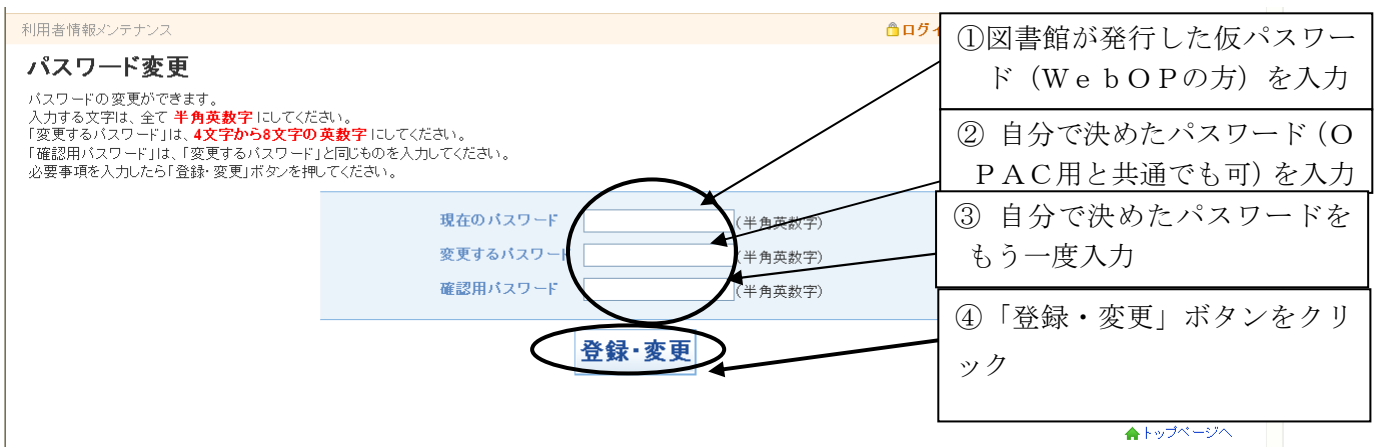 利用者情報メンテナンス
ログイ
パスワード変更
パスワードの変更ができます。
入力する文字は、全て 半角英数字 にしてください。
「変更するパスワード」は、4文字から8文字の英数字 にしてください。
「確認用パスワード」は、「変更するパスワード」と同じものを入力してください。
必要事項を入力したら「登録・変更」ボタンを押してください。
現在のパスワード (半角英数字)
変更するパスワード (半角英数字)
確認用パスワード (半角英数字)
登録・変更
①図書館が発行した仮パスワー
ド（ＷｅｂＯＰの方）を入力
② 自分で決めたパスワード（Ｏ
ＰＡＣ用と共通でも可）を入力
③ 自分で決めたパスワードを
もう一度入力
④「登録・変更」ボタンをクリ
ック
トップページへ